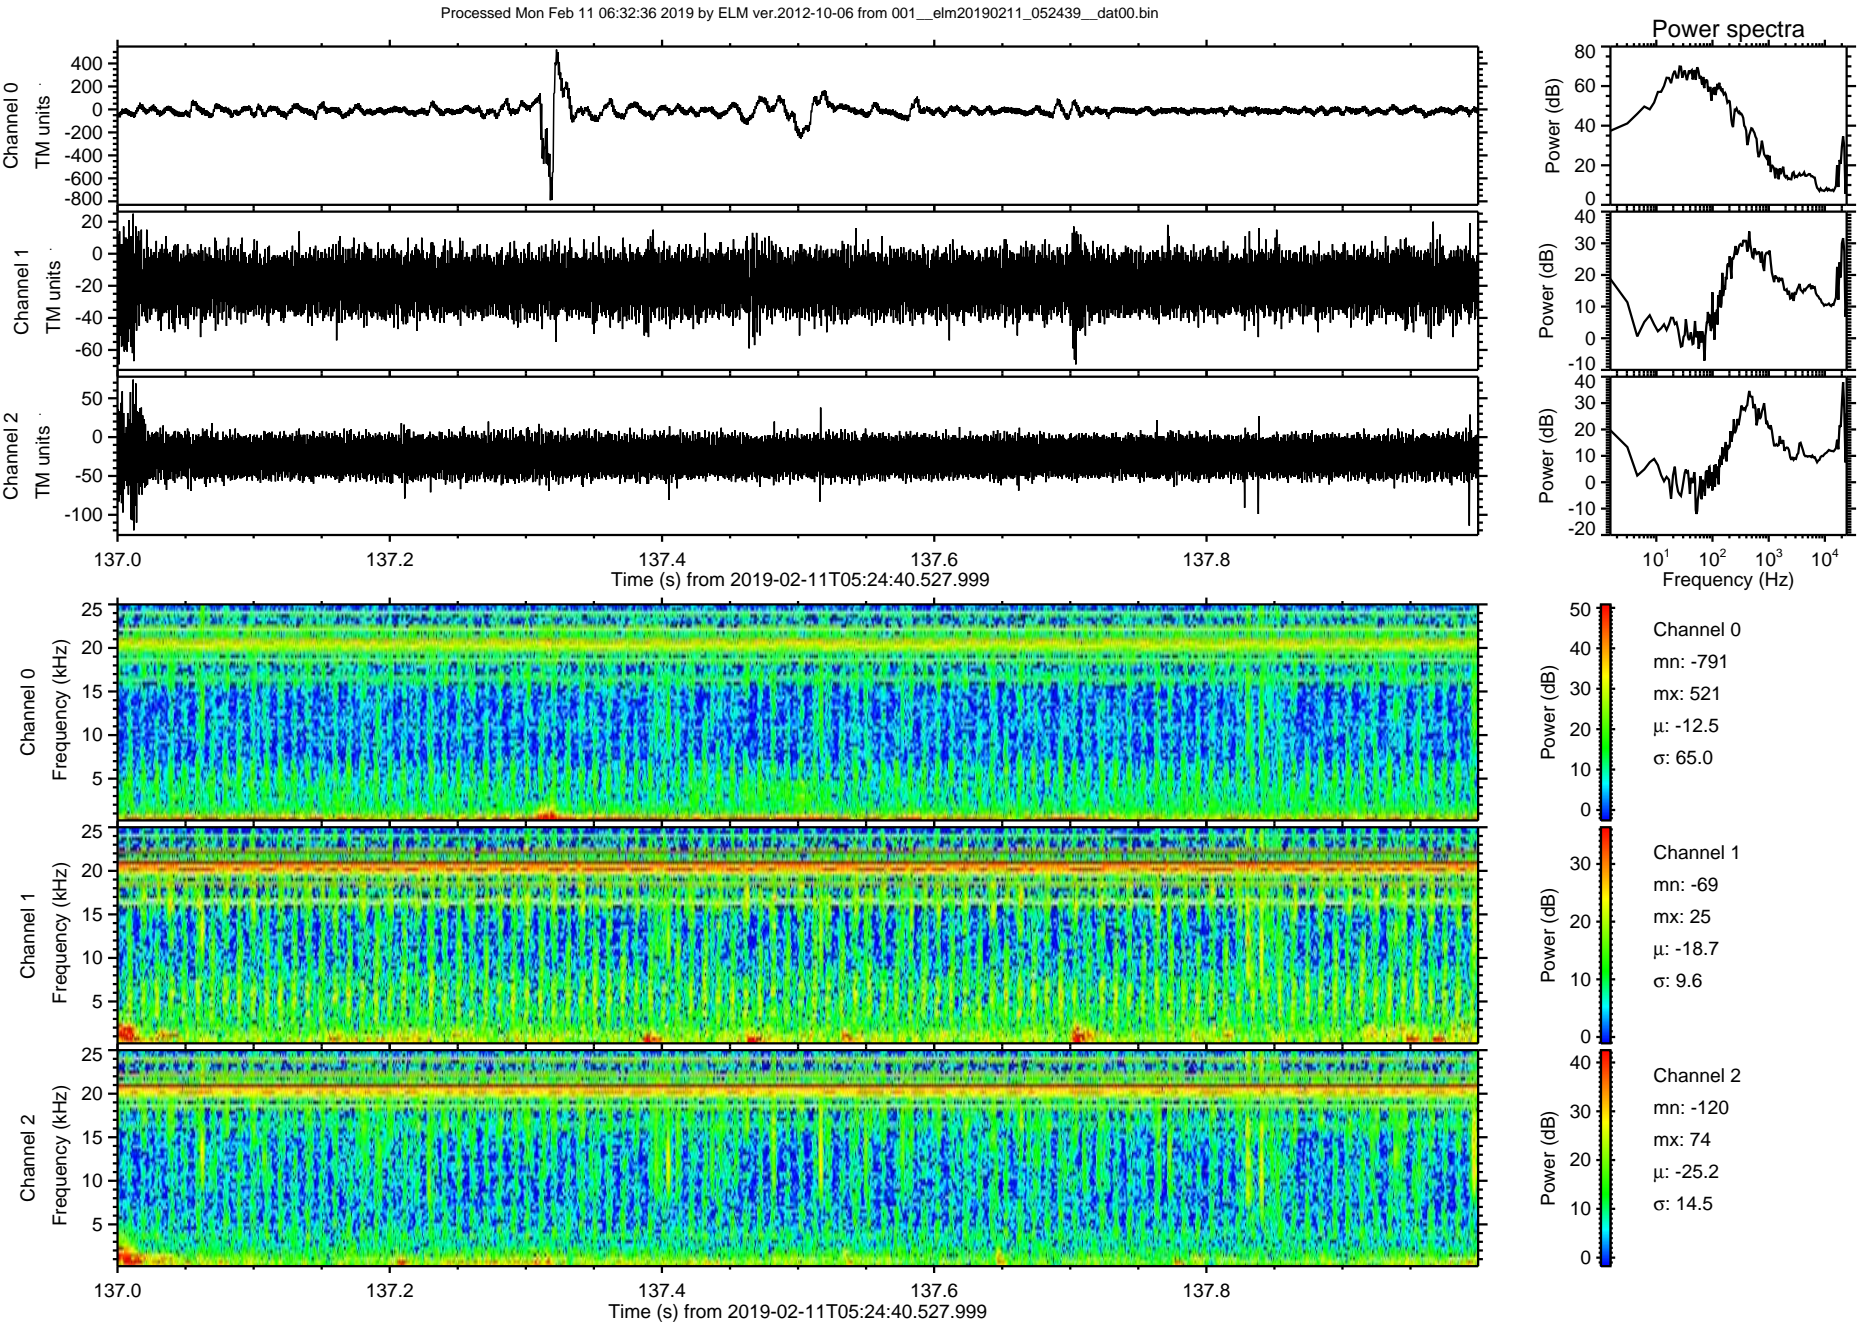 Processed Mon Feb 11 06:32:36 2019 by ELM ver.2012-10-06 from 001__elm20190211_052439__dat00.bin
Power spectra
Channel 0
TM units
400
200
0
-200
-400
-600
-800
Power (dB)
80
60
40
20
0
Channel 1
TM units
20
0
-20
-40
-60
Power (dB)
40
30
20
10
0
-10
Channel 2
TM units
50
0
-50
-100
Power (dB)
40
30
20
10
0
-10
-20
137.0 137.2 137.4 137.6 137.8
Time (s) from 2019-02-11T05:24:40.527.999
10¹ 10² 10³ 10⁴
Frequency (Hz)
Channel 0
Frequency (kHz)
25
20
15
10
5
Power (dB)
50
40
30
20
10
0
Channel 0
mn: -791
mx: 521
μ: -12.5
σ: 65.0
Channel 1
Frequency (kHz)
25
20
15
10
5
Power (dB)
30
20
10
0
Channel 1
mn: -69
mx: 25
μ: -18.7
σ: 9.6
Channel 2
Frequency (kHz)
25
20
15
10
5
Power (dB)
40
30
20
10
0
Channel 2
mn: -120
mx: 74
μ: -25.2
σ: 14.5
137.0 137.2 137.4 137.6 137.8
Time (s) from 2019-02-11T05:24:40.527.999